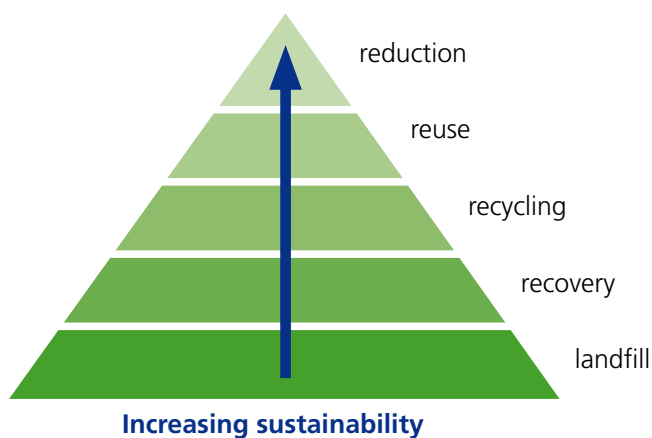 reduction
reuse
recycling
recovery
landfill
Increasing sustainability